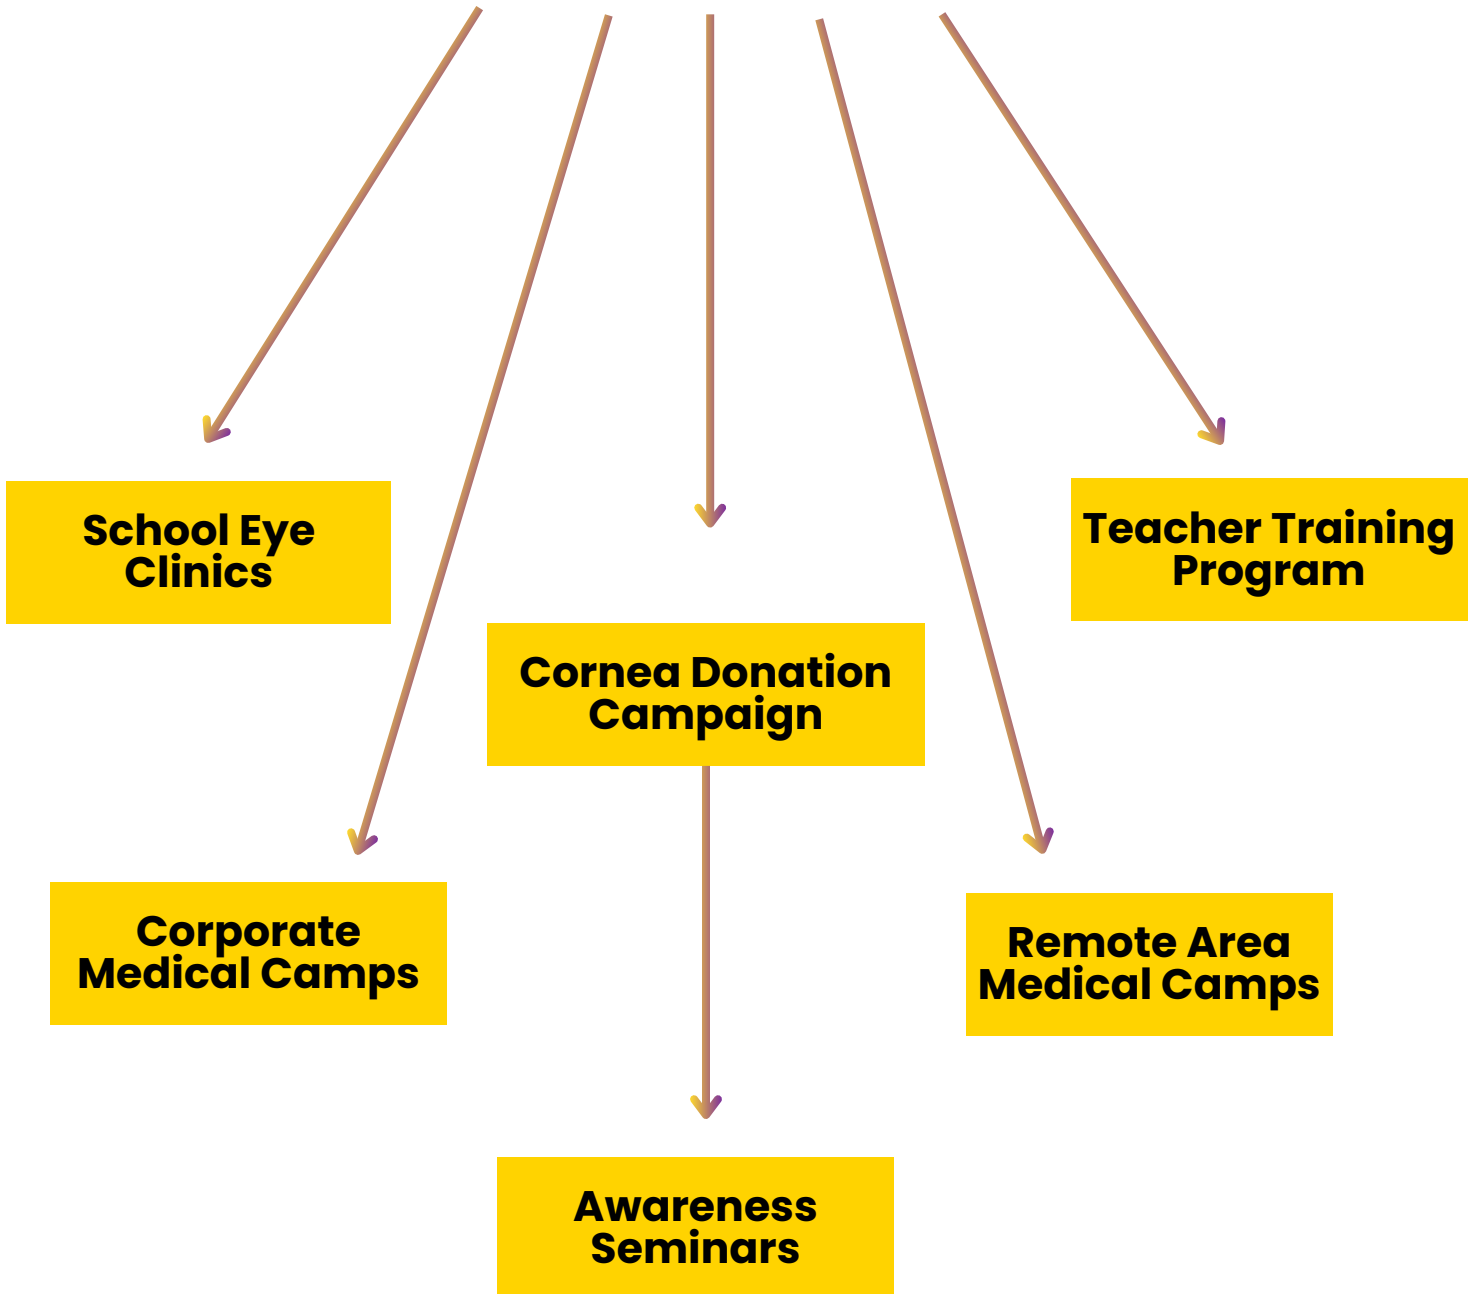 School Eye
Clinics
Teacher Training
Program
Cornea Donation
Campaign
Corporate
Medical Camps
Remote Area
Medical Camps
Awareness
Seminars